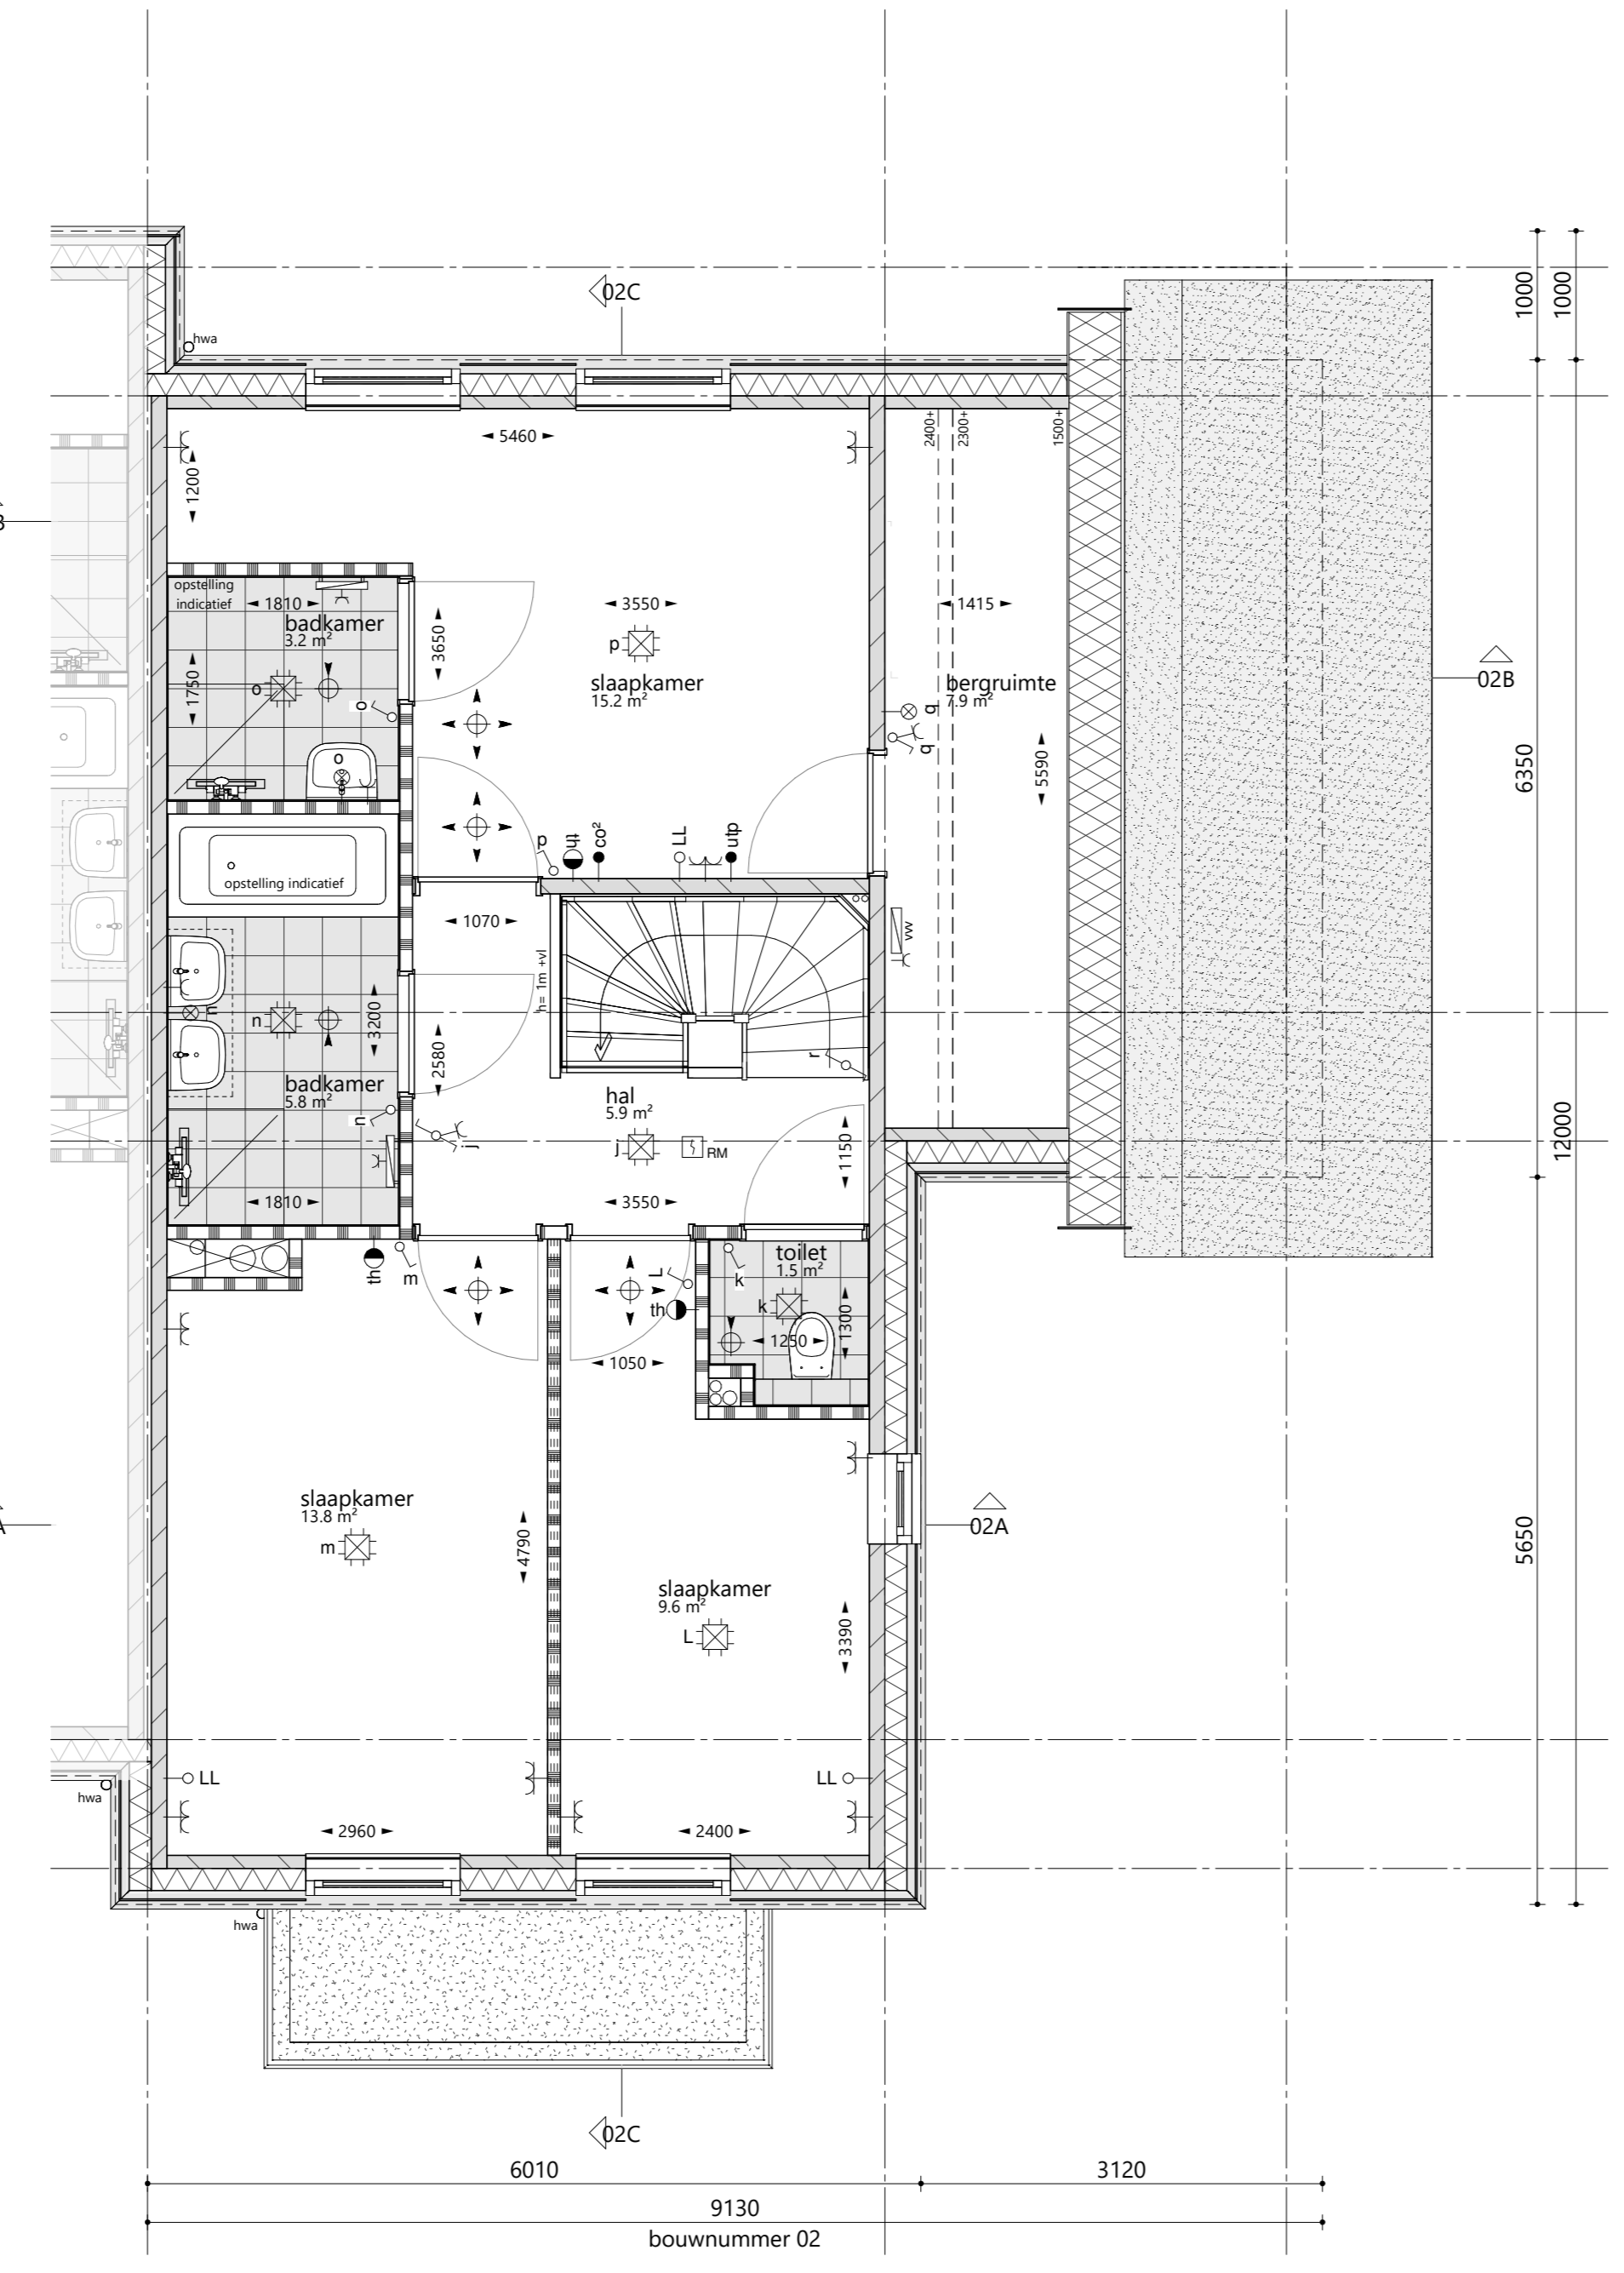 02C
1000
1000
hwa
5460
2400+
2300+
1500+
1200
B
opstelling
indicatief
1810
badkamer
3.2 m²
3650
3550
p
slaapkamer
15.2 m²
1415
bergruimte
7.9 m²
02B
1750
o
o
o
q
q
5590
6350
p
th
co²
LL
utp
opstelling indicatief
1070
h= 1m +vl
vw
n
n
3200
2580
badkamer
5.8 m²
n
r
hal
5.9 m²
j
j
RM
1150
12000
1810
3550
th
m
L
th
k
toilet
1.5 m²
k
1300
1250
1050
slaapkamer
13.8 m²
m
4790
A
02A
5650
slaapkamer
9.6 m²
L
3390
LL
LL
hwa
2960
2400
hwa
02C
6010
3120
9130
bouwnummer 02